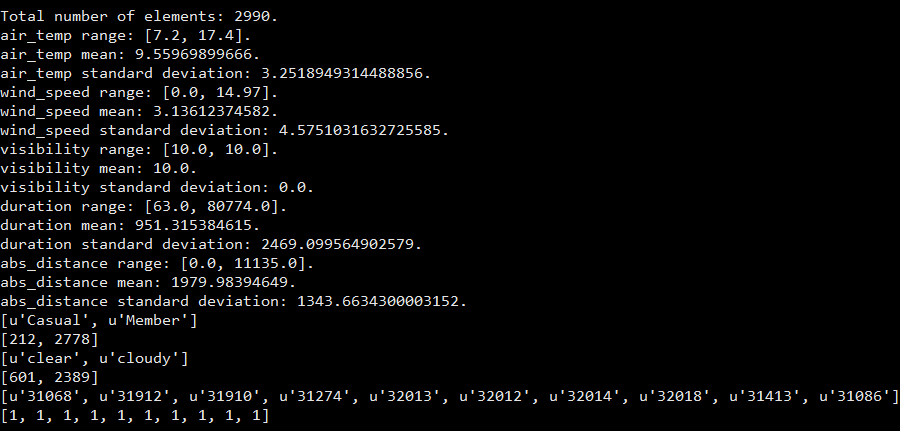 Total number of elements: 2990.
air_temp range: [7.2, 17.4].
air_temp mean: 9.55969899666.
air_temp standard deviation: 3.2518949314488856.
wind_speed range: [0.0, 14.97].
wind_speed mean: 3.13612374582.
wind_speed standard deviation: 4.5751031632725585.
visibility range: [10.0, 10.0].
visibility mean: 10.0.
visibility standard deviation: 0.0.
duration range: [63.0, 80774.0].
duration mean: 951.315384615.
duration standard deviation: 2469.099564902579.
abs_distance range: [0.0, 11135.0].
abs_distance mean: 1979.98394649.
abs_distance standard deviation: 1343.6634300003152.
[u'Casual', u'Member']
[212, 2778]
[u'clear', u'cloudy']
[601, 2389]
[u'31068', u'31912', u'31910', u'31274', u'32013', u'32012', u'32014', u'32018', u'31413', u'31086']
[1, 1, 1, 1, 1, 1, 1, 1, 1, 1]